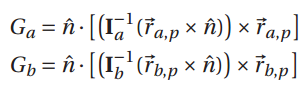 G_a = n̂ · [(𝐈_a^{-1}(r⃗_{a,p} × n̂)) × r⃗_{a,p}]
G_b = n̂ · [(𝐈_b^{-1}(r⃗_{b,p} × n̂)) × r⃗_{b,p}]